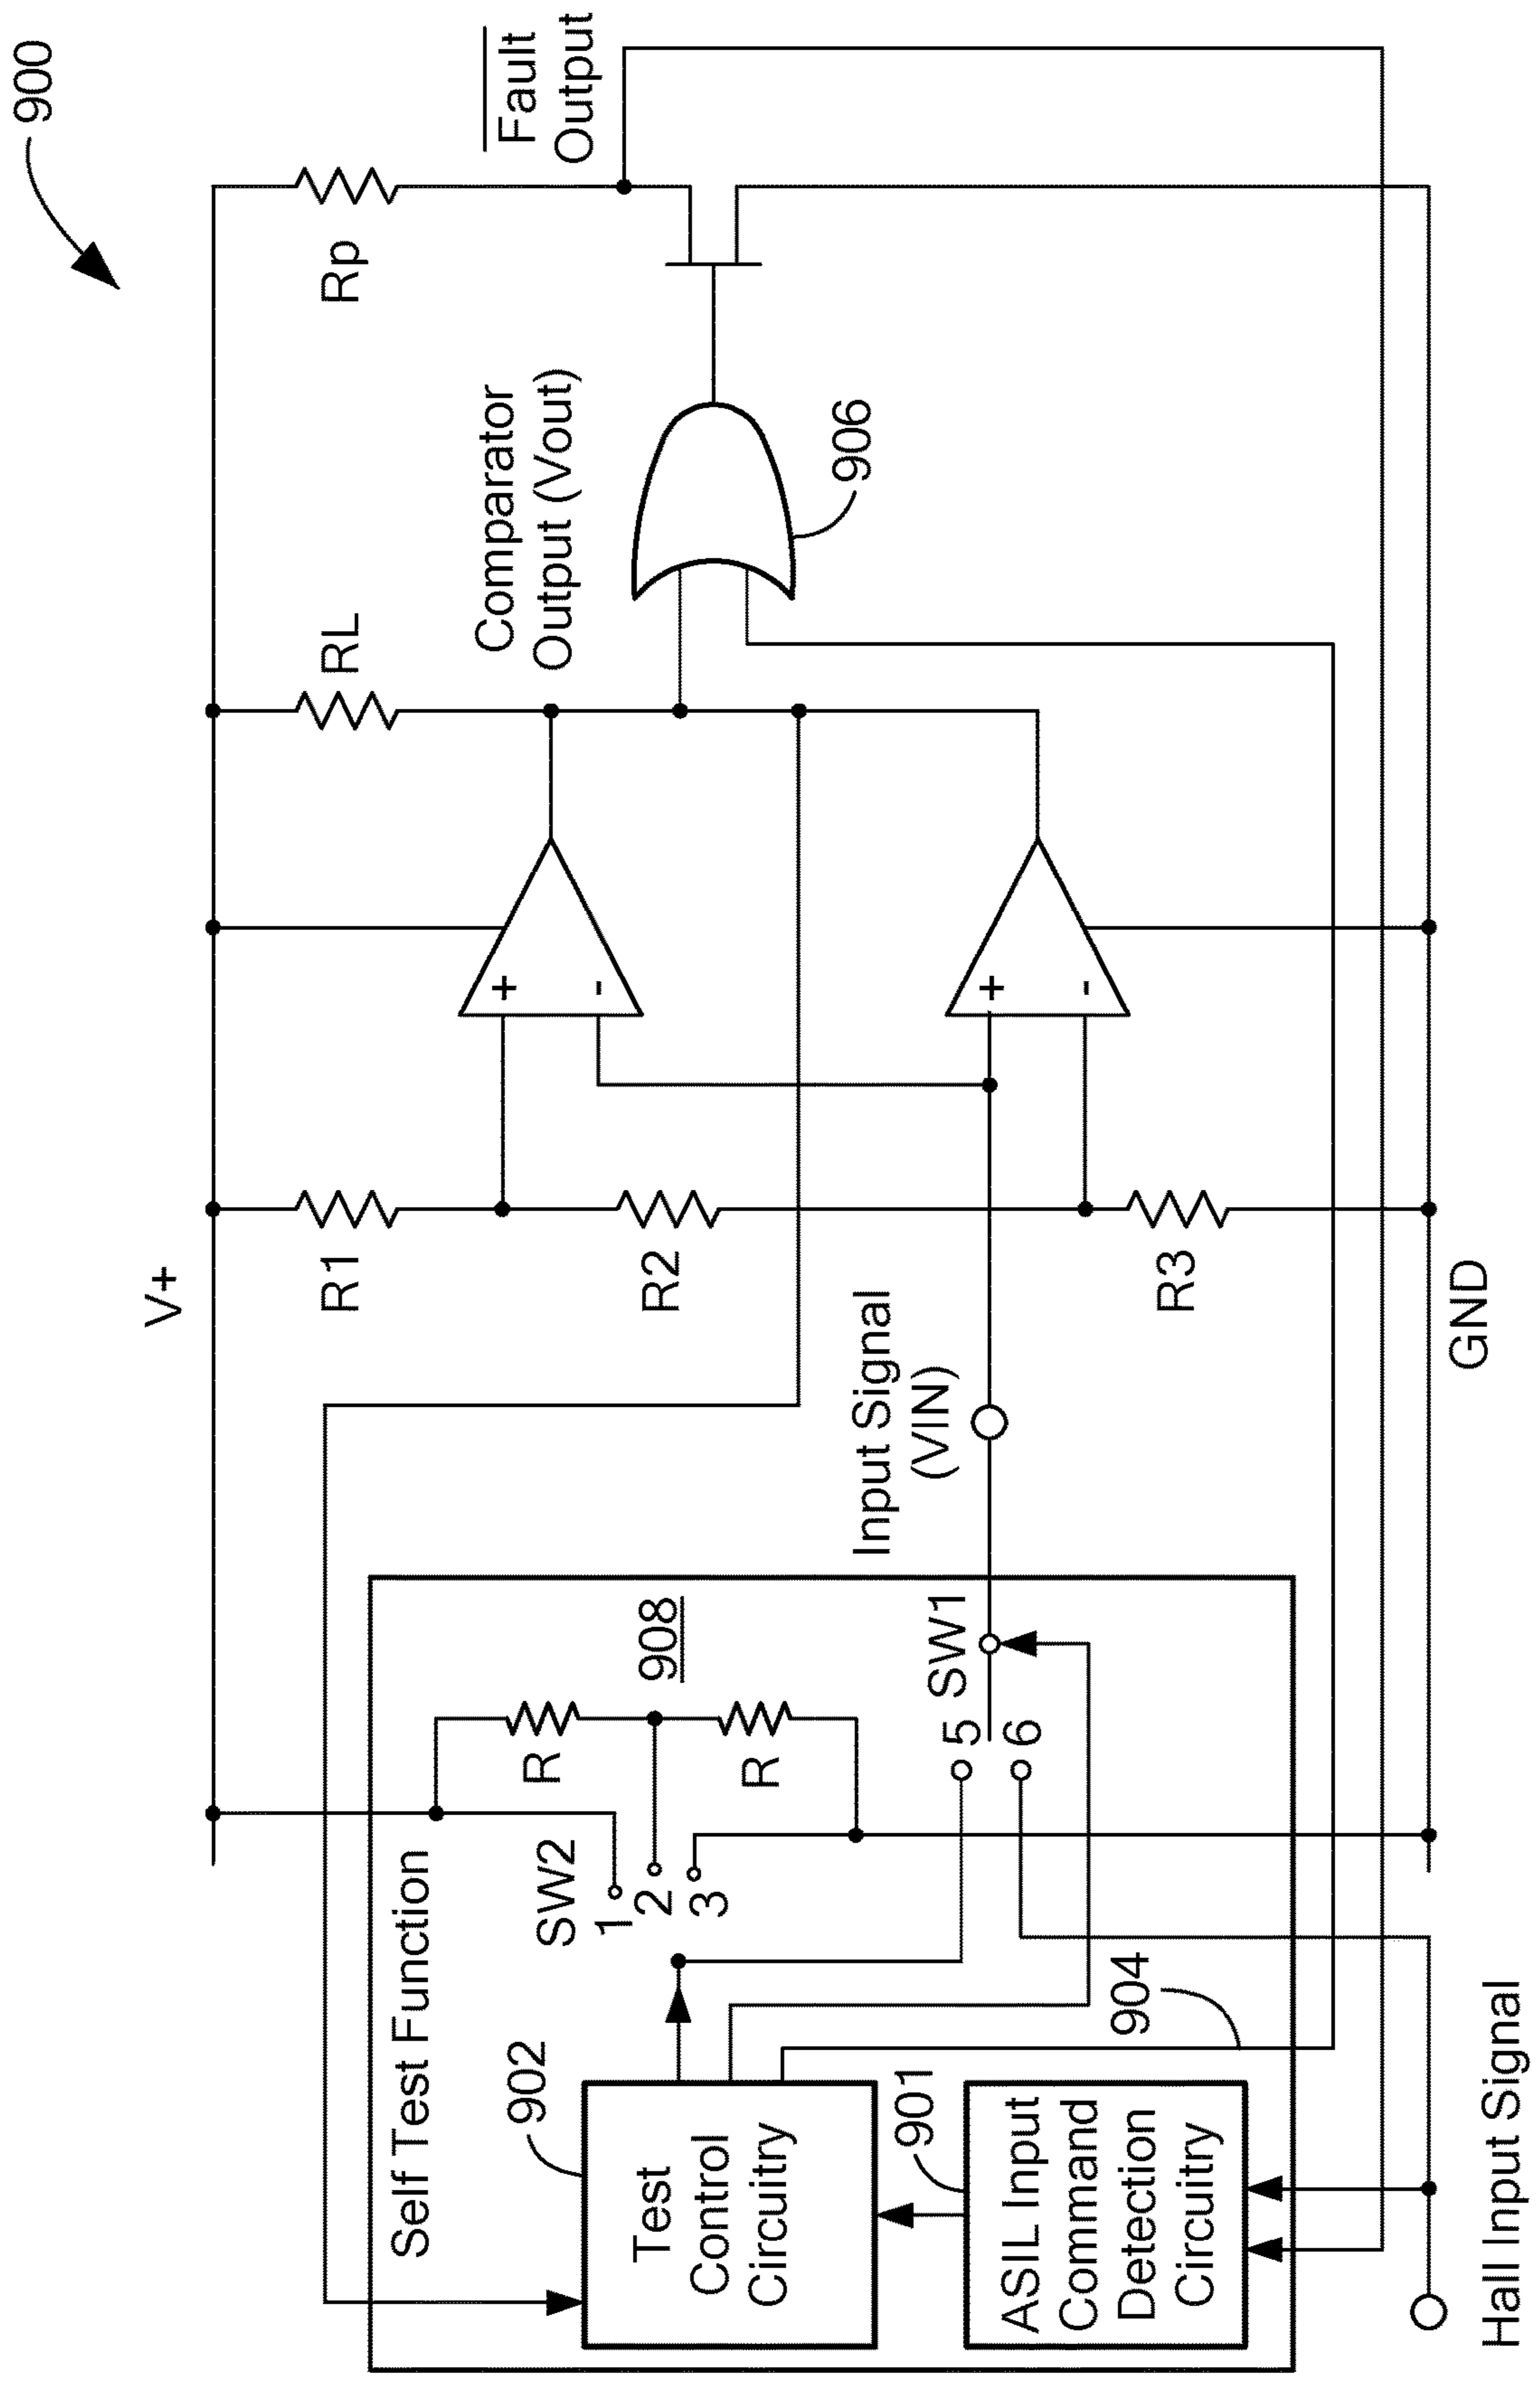 900
V+
R1
RL
Rp
Fault
Output
Comparator
Output (Vout)
R2
906
+
-
+
-
Input Signal
(VIN)
R3
GND
Self Test Function
902
Test
Control
Circuitry
SW2
1
2
3
R
R
908
SW1
5
6
901
904
ASIL Input
Command
Detection
Circuitry
Hall Input Signal